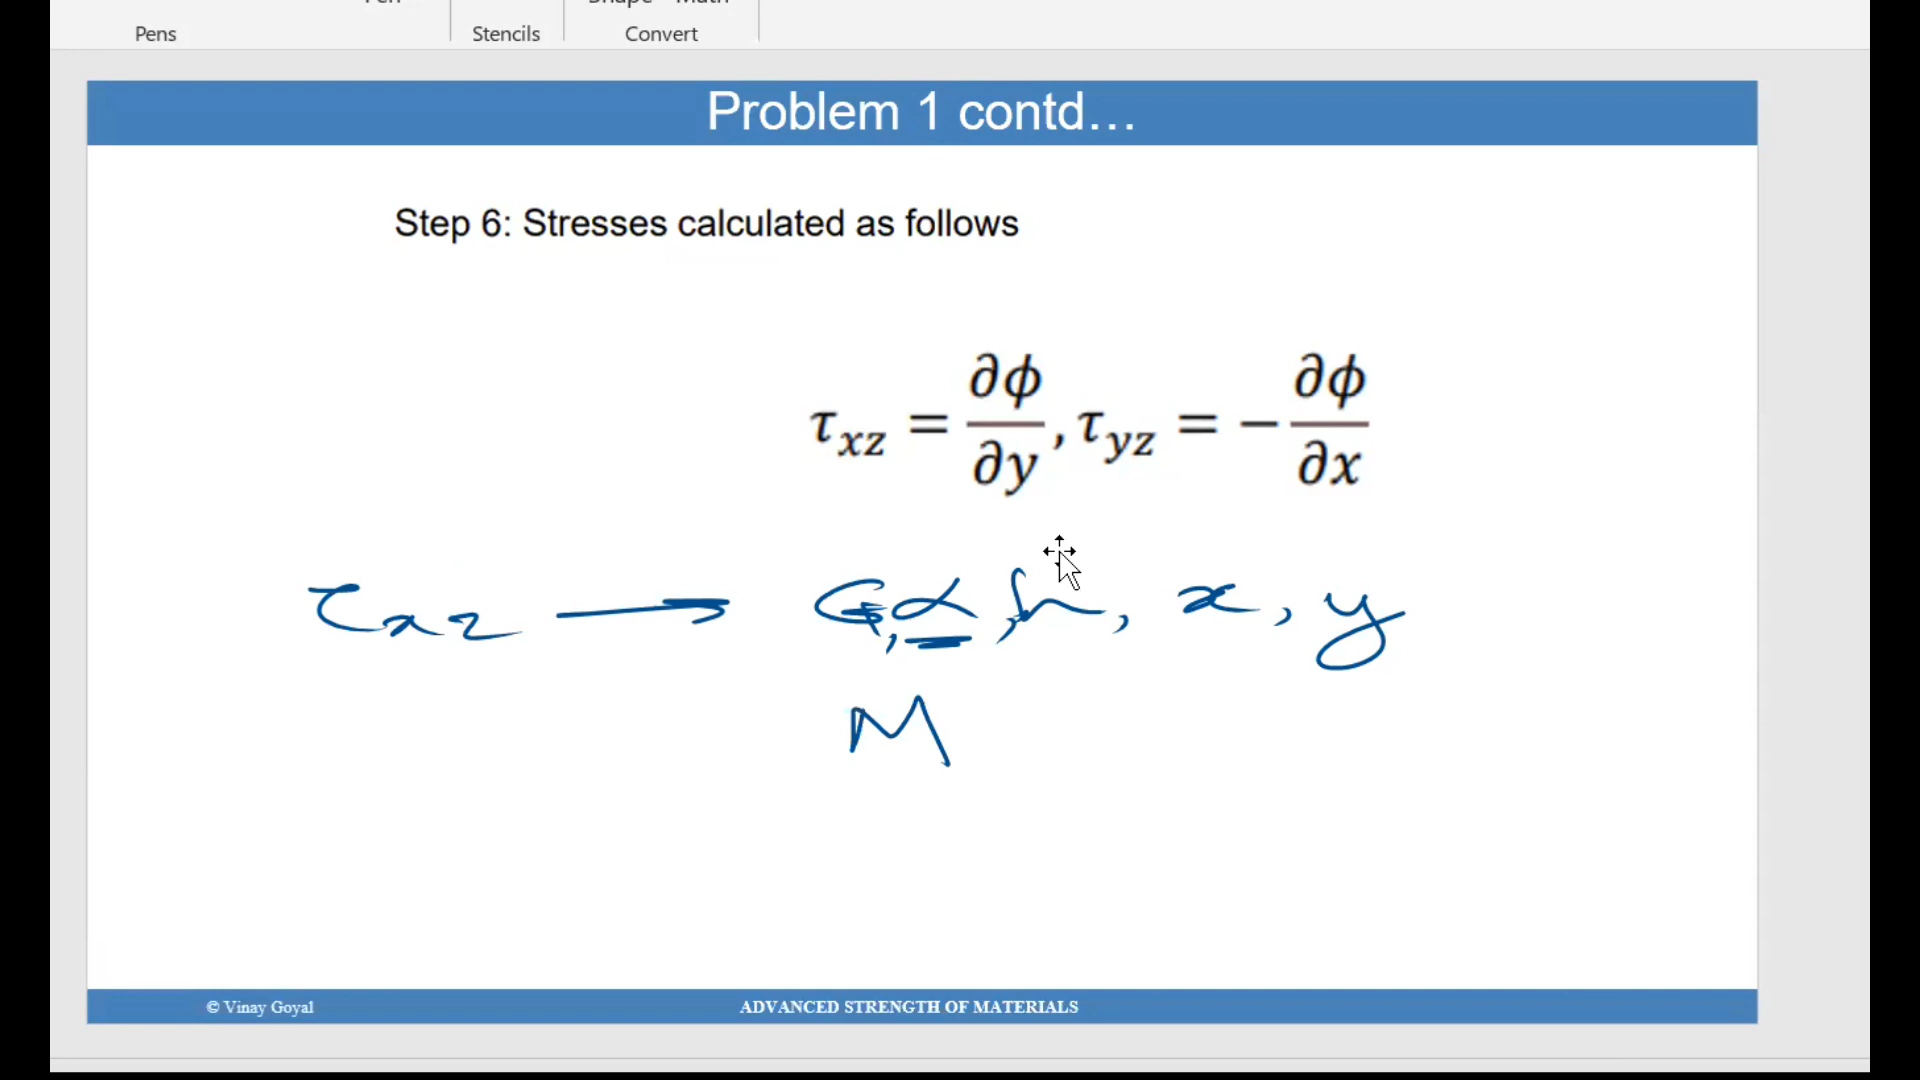 Pens Stencils Convert
Problem 1 contd...
Step 6: Stresses calculated as follows
τxz = ∂ϕ/∂y, τyz = −∂ϕ/∂x
τxz → G, α, h, x, y
M
© Vinay Goyal ADVANCED STRENGTH OF MATERIALS